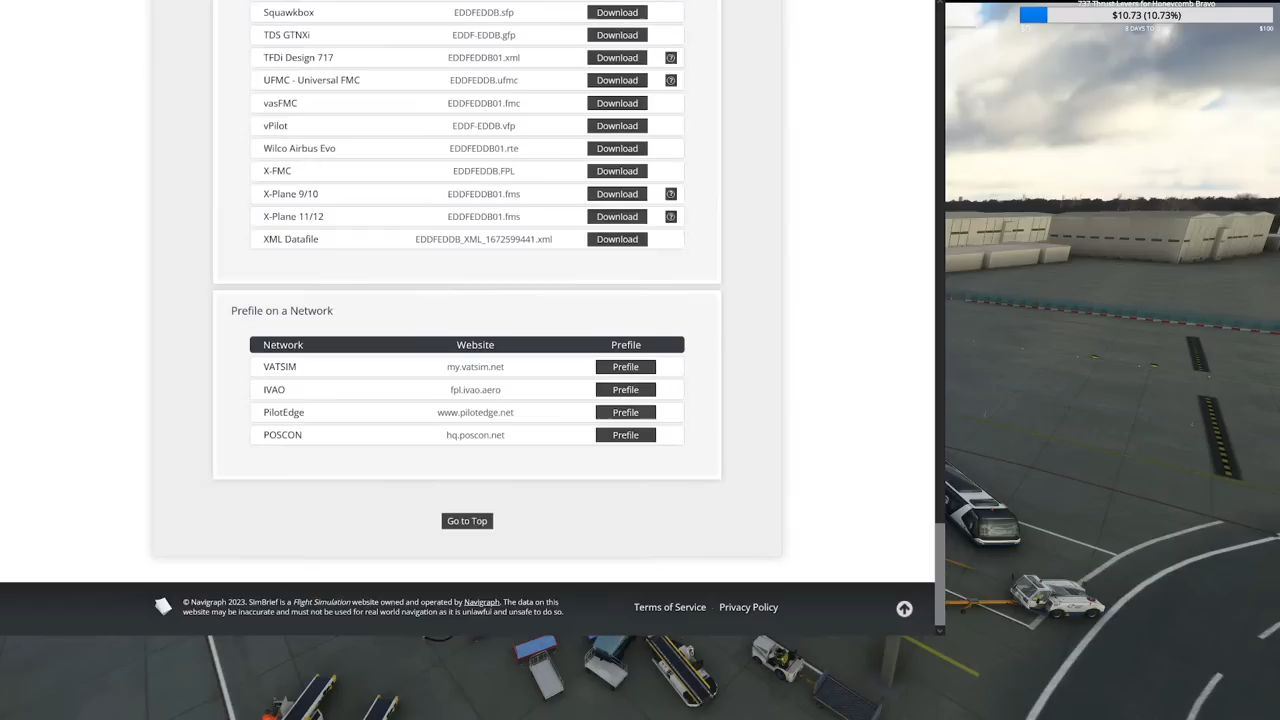 Squawkbox EDDFEDDB.sfp Download
TDS GTNXi EDDF-EDDB.gfp Download
TFDi Design 717 EDDFEDDB01.xml Download
UFMC - Universal FMC EDDFEDDB.ufmc Download
vasFMC EDDFEDDB01.fmc Download
vPilot EDDF-EDDB.vfp Download
Wilco Airbus Evo EDDFEDDB01.rte Download
X-FMC EDDFEDDB.FPL Download
X-Plane 9/10 EDDFEDDB01.fms Download
X-Plane 11/12 EDDFEDDB01.fms Download
XML Datafile EDDFEDDB_XML_1672599441.xml Download
Prefile on a Network
Network Website Prefile
VATSIM my.vatsim.net Prefile
IVAO fpl.ivao.aero Prefile
PilotEdge www.pilotedge.net Prefile
POSCON hq.poscon.net Prefile
Go to Top
© Navigraph 2023. SimBrief is a Flight Simulation website owned and operated by Navigraph. The data on this
website may be inaccurate and must not be used for real world navigation as it is unlawful and unsafe to do so.
Terms of Service · Privacy Policy
737 Thrust Levers for Honeycomb Bravo
$10.73 (10.73%)
8 DAYS TO
$100